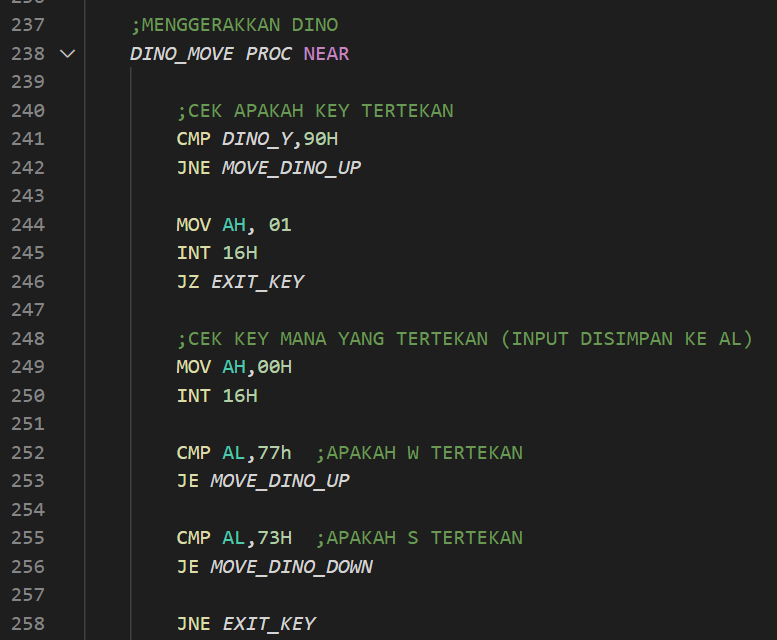 237 ;MENGGERAKKAN DINO
238 DINO_MOVE PROC NEAR
239
240 ;CEK APAKAH KEY TERTEKAN
241 CMP DINO_Y,90H
242 JNE MOVE_DINO_UP
243
244 MOV AH, 01
245 INT 16H
246 JZ EXIT_KEY
247
248 ;CEK KEY MANA YANG TERTEKAN (INPUT DISIMPAN KE AL)
249 MOV AH,00H
250 INT 16H
251
252 CMP AL,77h ;APAKAH W TERTEKAN
253 JE MOVE_DINO_UP
254
255 CMP AL,73H ;APAKAH S TERTEKAN
256 JE MOVE_DINO_DOWN
257
258 JNE EXIT_KEY